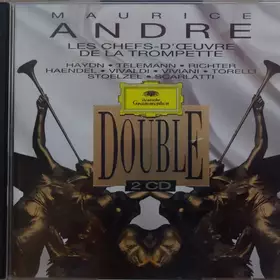 MAURICE
ANDRE
LES CHEFS-D'ŒUVRE
DE LA TROMPETTE
HAYDN • TELEMANN • RICHTER
HAENDEL • VIVALDI • VIVIANI • TORELLI
STOELZEL • SCARLATTI
Deutsche
Grammophon
DOUBLE
2 CD